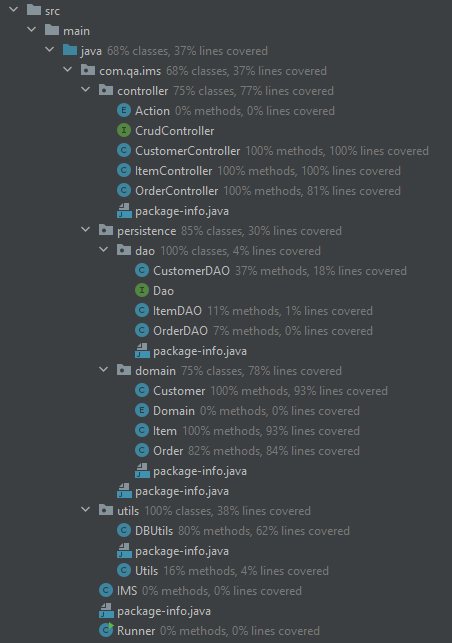 src
main
java 68% classes, 37% lines covered
com.qa.ims 68% classes, 37% lines covered
controller 75% classes, 77% lines covered
E Action 0% methods, 0% lines covered
I CrudController
C CustomerController 100% methods, 100% lines covered
C ItemController 100% methods, 100% lines covered
C OrderController 100% methods, 81% lines covered
package-info.java
persistence 85% classes, 30% lines covered
dao 100% classes, 4% lines covered
C CustomerDAO 37% methods, 18% lines covered
I Dao
C ItemDAO 11% methods, 1% lines covered
C OrderDAO 7% methods, 0% lines covered
package-info.java
domain 75% classes, 78% lines covered
C Customer 100% methods, 93% lines covered
E Domain 0% methods, 0% lines covered
C Item 100% methods, 93% lines covered
C Order 82% methods, 84% lines covered
package-info.java
package-info.java
utils 100% classes, 38% lines covered
C DBUtils 80% methods, 62% lines covered
package-info.java
C Utils 16% methods, 4% lines covered
C IMS 0% methods, 0% lines covered
package-info.java
C Runner 0% methods, 0% lines covered